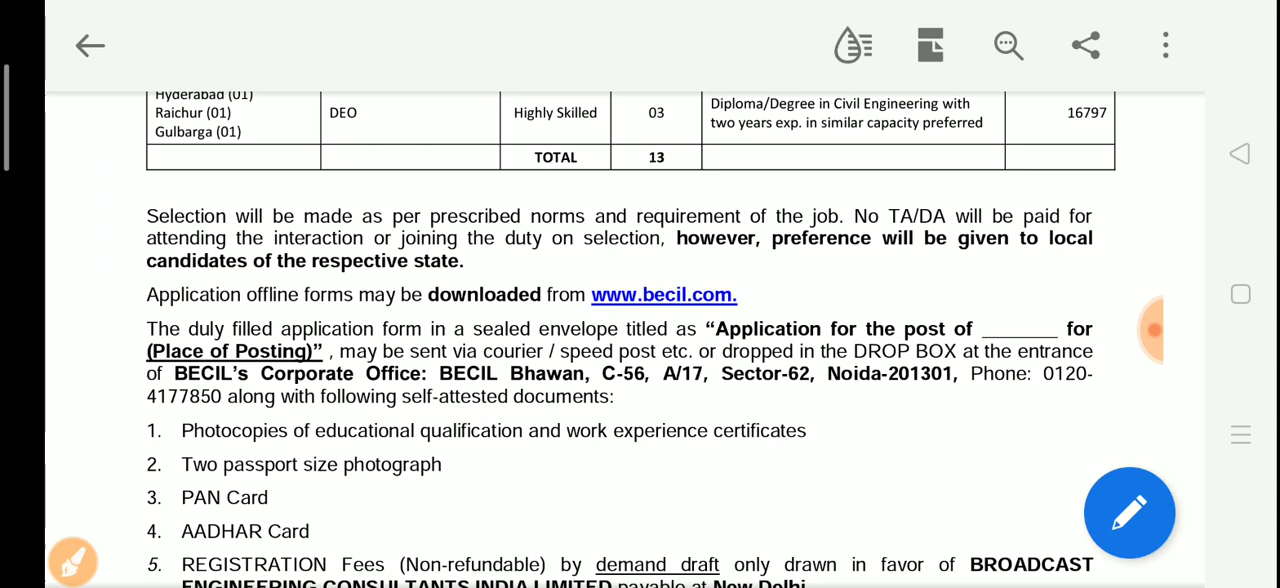 Hyderabad (01)
Raichur (01)
Gulbarga (01)
DEO
Highly Skilled
03
Diploma/Degree in Civil Engineering with
two years exp. in similar capacity preferred
16797
TOTAL
13
Selection will be made as per prescribed norms and requirement of the job. No TA/DA will be paid for
attending the interaction or joining the duty on selection, however, preference will be given to local
candidates of the respective state.
Application offline forms may be downloaded from www.becil.com.
The duly filled application form in a sealed envelope titled as “Application for the post of _______ for
(Place of Posting)” , may be sent via courier / speed post etc. or dropped in the DROP BOX at the entrance
of BECIL’s Corporate Office: BECIL Bhawan, C-56, A/17, Sector-62, Noida-201301, Phone: 0120-
4177850 along with following self-attested documents:
1. Photocopies of educational qualification and work experience certificates
2. Two passport size photograph
3. PAN Card
4. AADHAR Card
5. REGISTRATION Fees (Non-refundable) by demand draft only drawn in favor of BROADCAST
ENGINEERING CONSULTANTS INDIA LIMITED payable at New Delhi